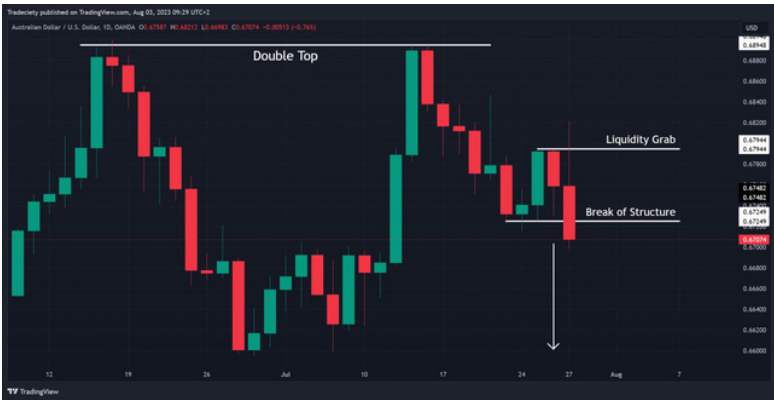 Tradeciety published on TradingView.com, Aug 03, 2023 09:29 UTC+2
Australian Dollar / U.S. Dollar, 1D, OANDA O0.67587 H0.68212 L0.66983 C0.67074 −0.00513 (−0.76%)
USD
0.68948
Double Top
0.68800
0.68600
0.68400
0.68200
Liquidity Grab
0.67944
0.67944
0.67800
0.67482
0.67482
0.67400
Break of Structure
0.67249
0.67249
0.67074
0.66800
0.66600
0.66400
0.66200
0.66000
12 19 26 Jul 10 17 24 27 Aug 7
TradingView